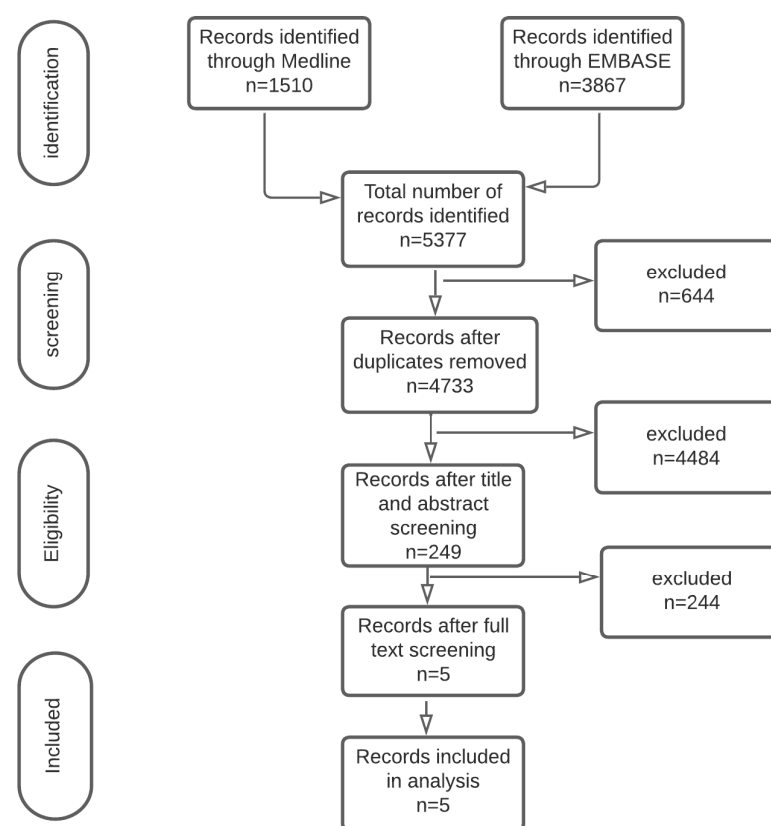 identification
Records identified
through Medline
n=1510
Records identified
through EMBASE
n=3867
Total number of
records identified
n=5377
screening
excluded
n=644
Records after
duplicates removed
n=4733
excluded
n=4484
Eligibility
Records after title
and abstract
screening
n=249
excluded
n=244
Records after full
text screening
n=5
Included
Records included
in analysis
n=5